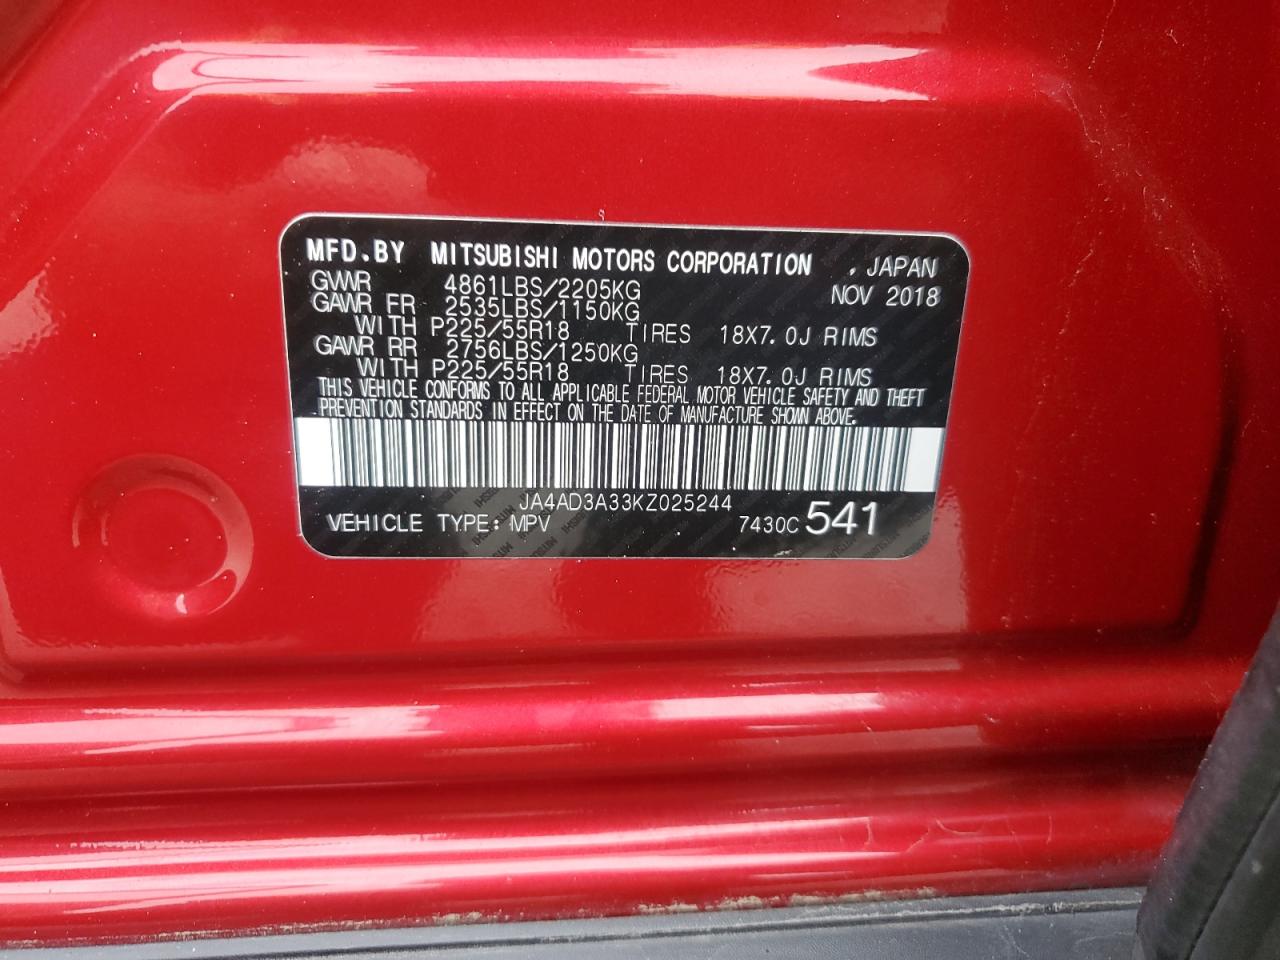 MFD.BY MITSUBISHI MOTORS CORPORATION , JAPAN
GVWR 4861LBS/2205KG NOV 2018
GAWR FR 2535LBS/1150KG
WITH P225/55R18 TIRES 18X7.0J RIMS
GAWR RR 2756LBS/1250KG
WITH P225/55R18 TIRES 18X7.0J RIMS
THIS VEHICLE CONFORMS TO ALL APPLICABLE FEDERAL MOTOR VEHICLE SAFETY AND THEFT
PREVENTION STANDARDS IN EFFECT ON THE DATE OF MANUFACTURE SHOWN ABOVE.
JA4AD3A33KZ025244
VEHICLE TYPE: MPV 7430C 541